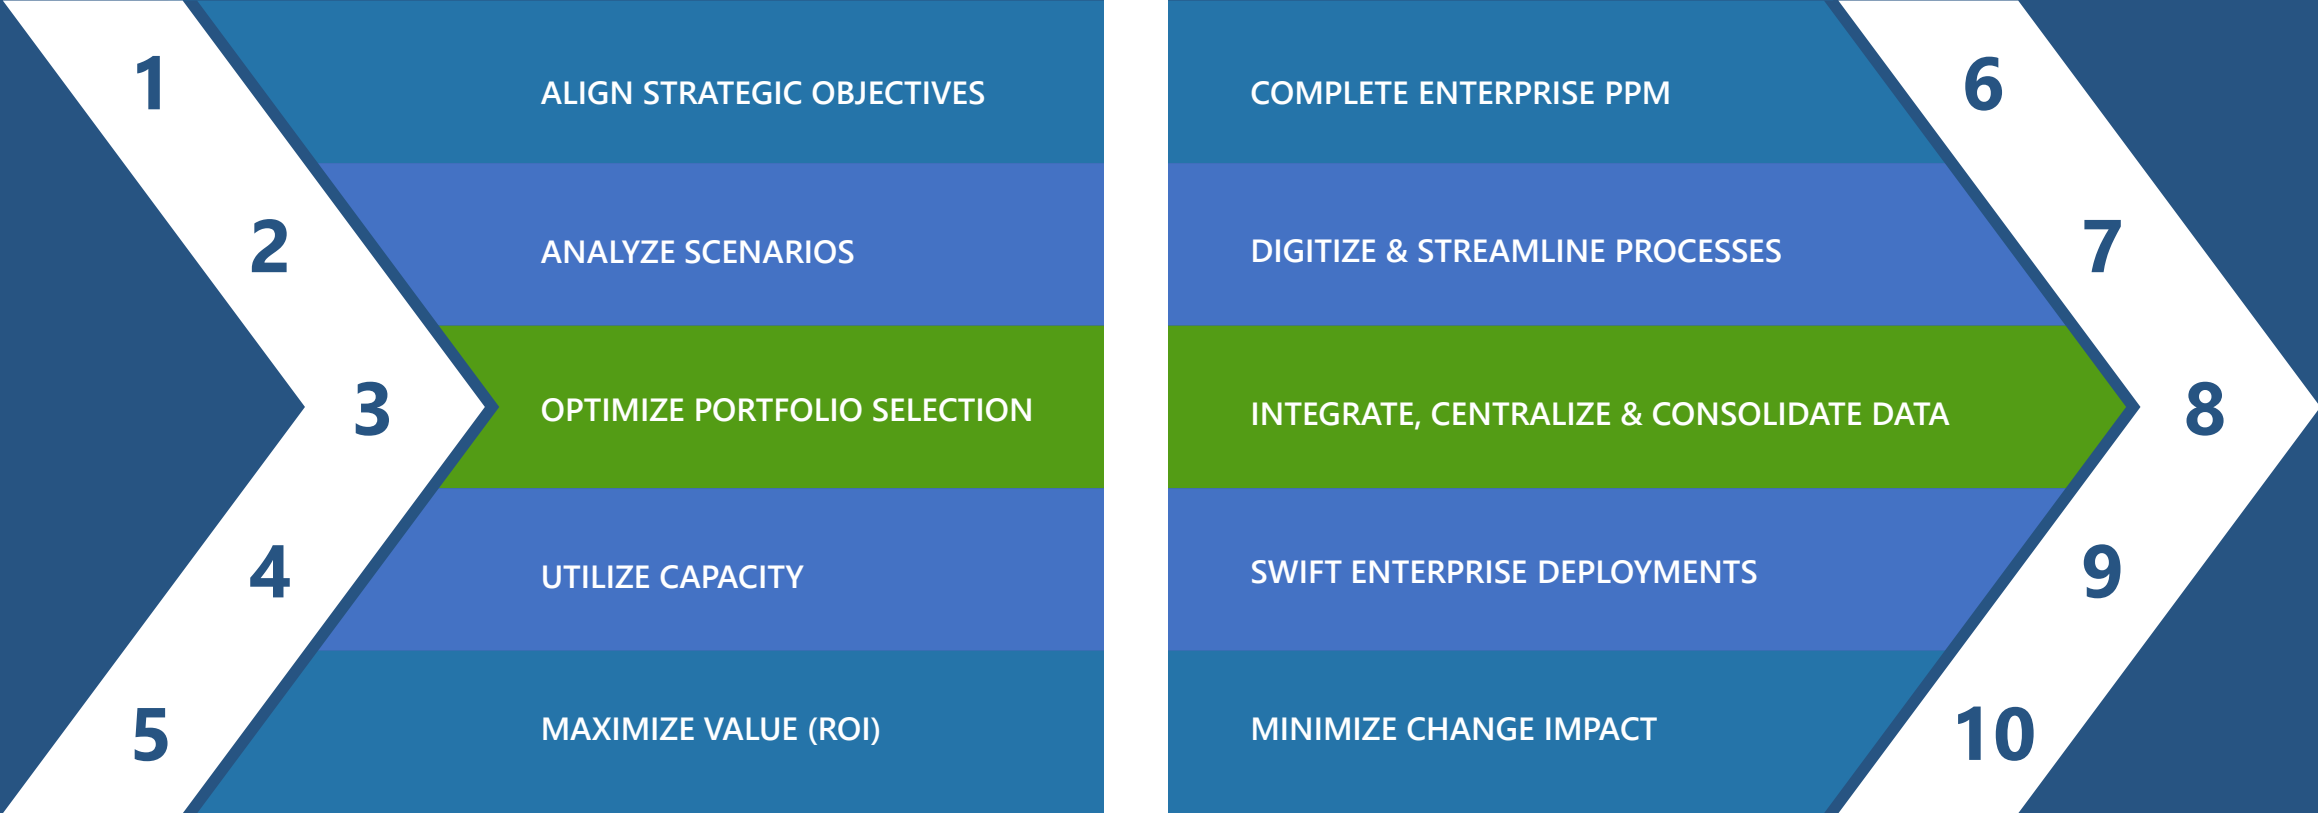 1
ALIGN STRATEGIC OBJECTIVES
2
ANALYZE SCENARIOS
3
OPTIMIZE PORTFOLIO SELECTION
4
UTILIZE CAPACITY
5
MAXIMIZE VALUE (ROI)
COMPLETE ENTERPRISE PPM
6
DIGITIZE & STREAMLINE PROCESSES
7
INTEGRATE, CENTRALIZE & CONSOLIDATE DATA
8
SWIFT ENTERPRISE DEPLOYMENTS
9
MINIMIZE CHANGE IMPACT
10